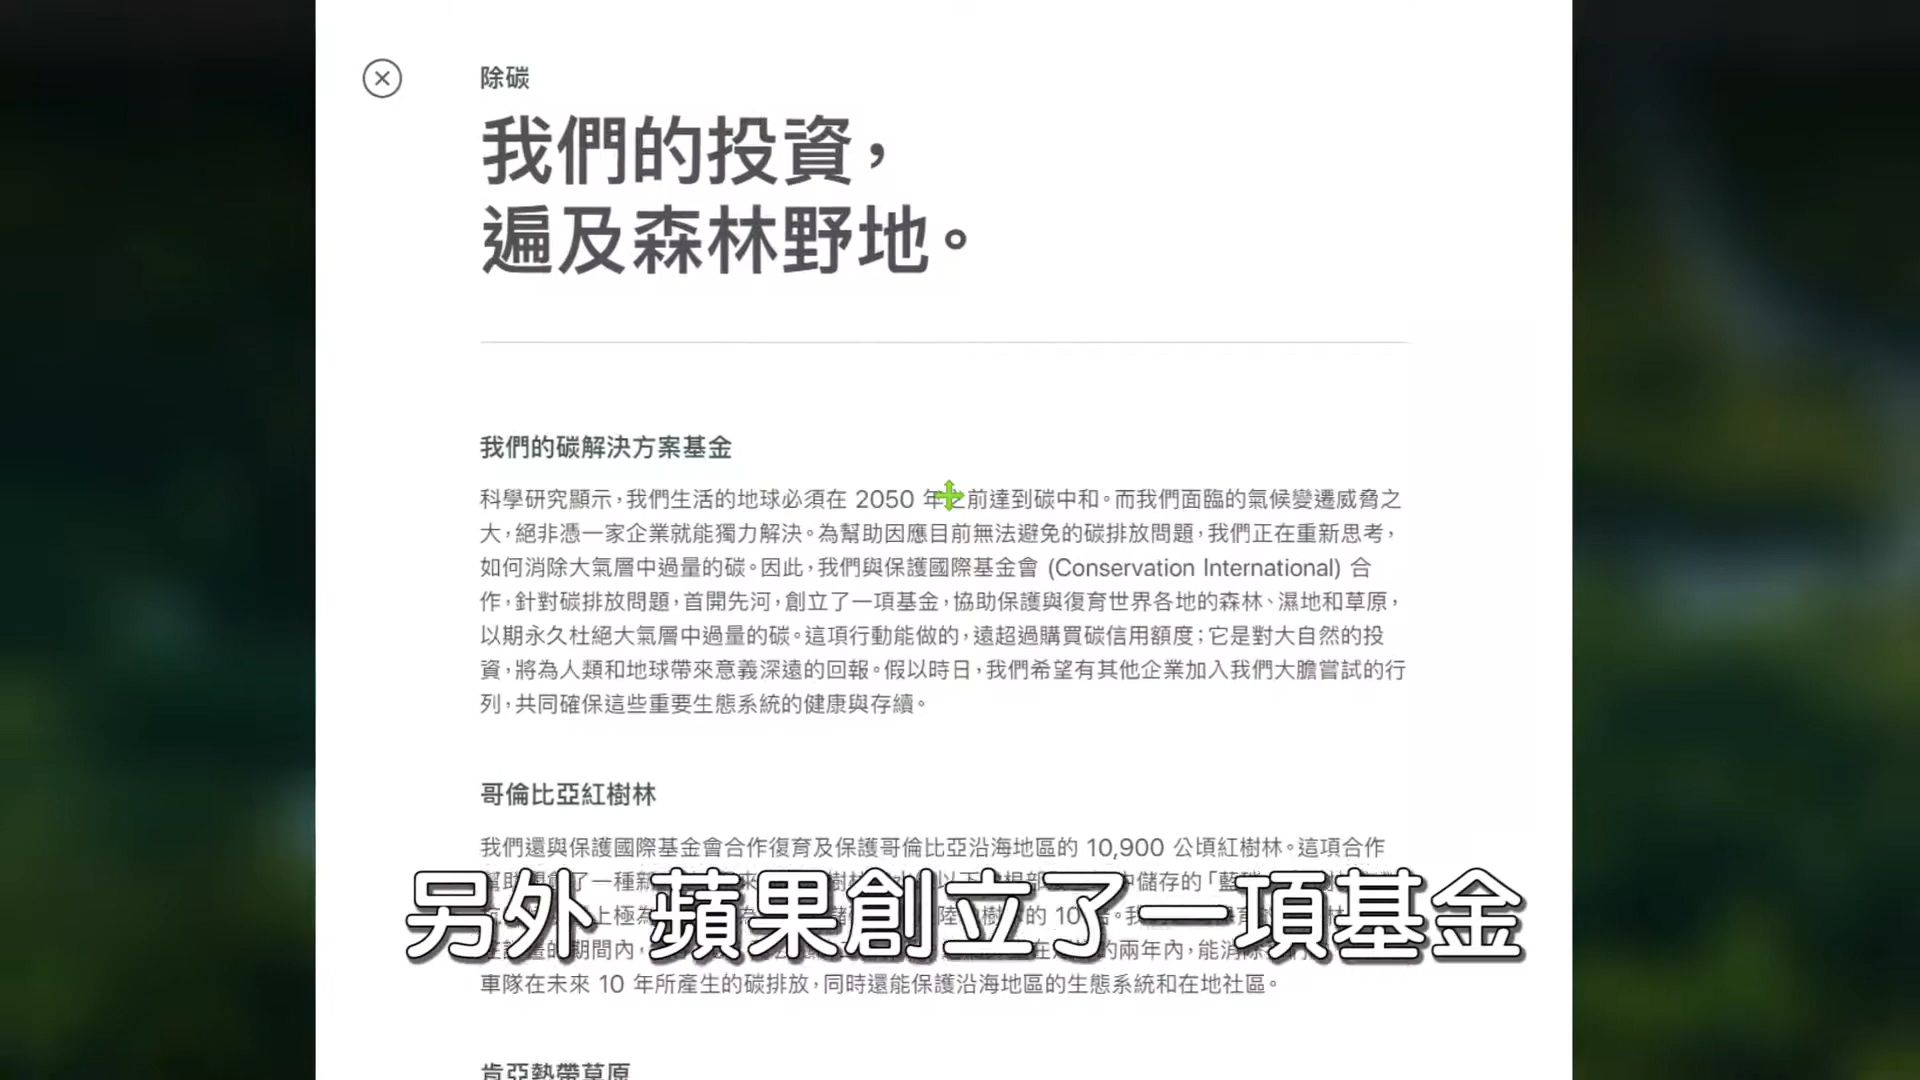 除碳
我們的投資，
遍及森林野地。
我們的碳解決方案基金
科學研究顯示，我們生活的地球必須在 2050 年之前達到碳中和。而我們面臨的氣候變遷威脅之
大，絕非憑一家企業就能獨力解決。為幫助因應目前無法避免的碳排放問題，我們正在重新思考，
如何消除大氣層中過量的碳。因此，我們與保護國際基金會 (Conservation International) 合
作，針對碳排放問題，首開先河，創立了一項基金，協助保護與復育世界各地的森林、濕地和草原，
以期永久杜絕大氣層中過量的碳。這項行動能做的，遠超過購買碳信用額度；它是對大自然的投
資，將為人類和地球帶來意義深遠的回報。假以時日，我們希望有其他企業加入我們大膽嘗試的行
列，共同確保這些重要生態系統的健康與存續。
哥倫比亞紅樹林
我們還與保護國際基金會合作復育及保護哥倫比亞沿海地區的 10,900 公頃紅樹林。這項合作
另外 蘋果創立了一項基金
車隊在未來 10 年所產生的碳排放，同時還能保護沿海地區的生態系統和在地社區。
肯亞熱帶草原